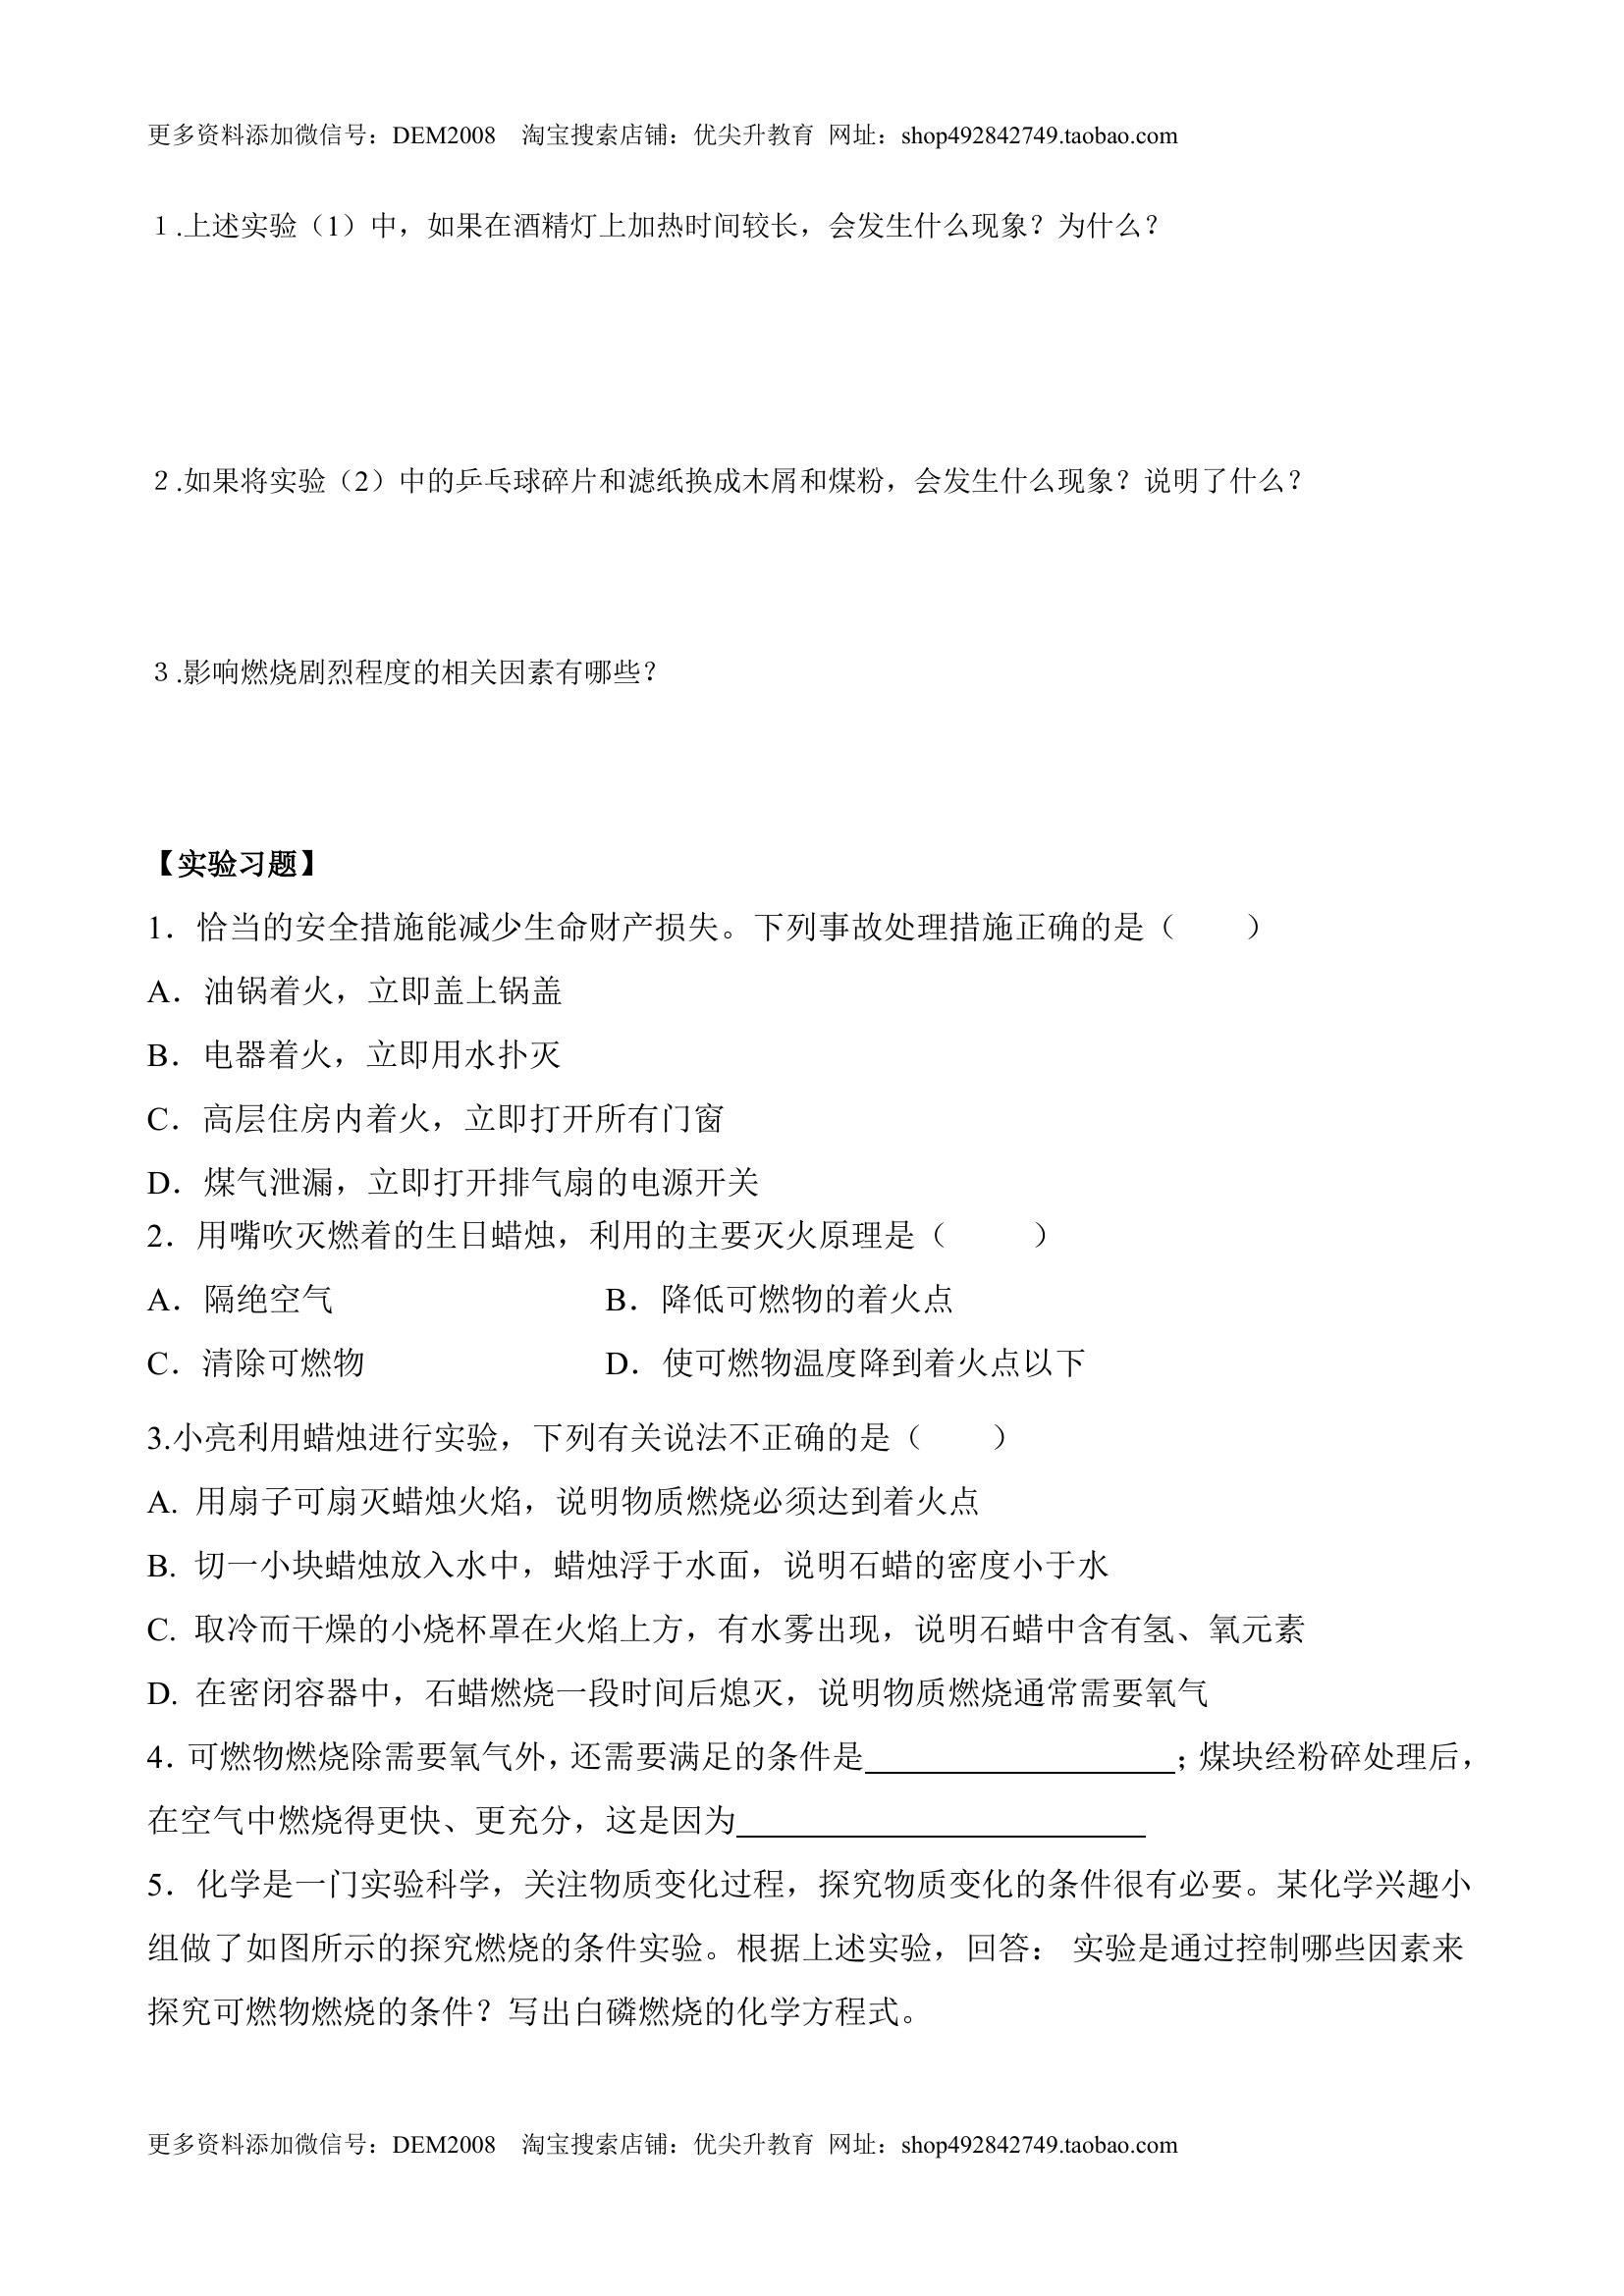 更多资料添加微信号：DEM2008 淘宝搜索店铺：优尖升教育 网址：shop492842749.taobao.com
１.上述实验（1）中，如果在酒精灯上加热时间较长，会发生什么现象？为什么？
２.如果将实验（2）中的乒乓球碎片和滤纸换成木屑和煤粉，会发生什么现象？说明了什么？
３.影响燃烧剧烈程度的相关因素有哪些？
【实验习题】
1．恰当的安全措施能减少生命财产损失。下列事故处理措施正确的是（　　）
A．油锅着火，立即盖上锅盖
B．电器着火，立即用水扑灭
C．高层住房内着火，立即打开所有门窗
D．煤气泄漏，立即打开排气扇的电源开关
2．用嘴吹灭燃着的生日蜡烛，利用的主要灭火原理是（　　）
A．隔绝空气　　B．降低可燃物的着火点
C．清除可燃物　　D．使可燃物温度降到着火点以下
3.小亮利用蜡烛进行实验，下列有关说法不正确的是（　　）
A. 用扇子可扇灭蜡烛火焰，说明物质燃烧必须达到着火点
B. 切一小块蜡烛放入水中，蜡烛浮于水面，说明石蜡的密度小于水
C. 取冷而干燥的小烧杯罩在火焰上方，有水雾出现，说明石蜡中含有氢、氧元素
D. 在密闭容器中，石蜡燃烧一段时间后熄灭，说明物质燃烧通常需要氧气
4．可燃物燃烧除需要氧气外，还需要满足的条件是＿＿＿＿＿＿＿＿；煤块经粉碎处理后，
在空气中燃烧得更快、更充分，这是因为＿＿＿＿＿＿＿＿＿＿
5．化学是一门实验科学，关注物质变化过程，探究物质变化的条件很有必要。某化学兴趣小
组做了如图所示的探究燃烧的条件实验。根据上述实验，回答： 实验是通过控制哪些因素来
探究可燃物燃烧的条件？写出白磷燃烧的化学方程式。
更多资料添加微信号：DEM2008 淘宝搜索店铺：优尖升教育 网址：shop492842749.taobao.com